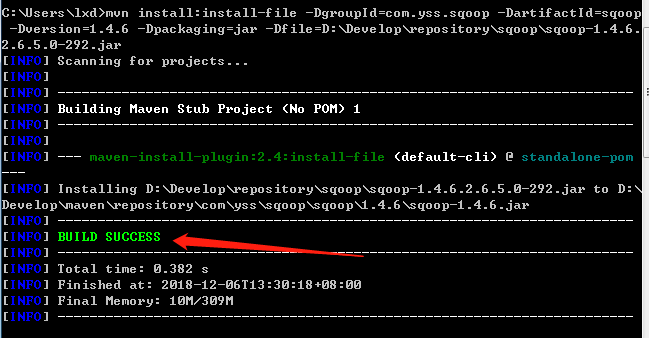 C:\Users\lxd>mvn install:install-file -DgroupId=com.yss.sqoop -DartifactId=sqoop
 -Dversion=1.4.6 -Dpackaging=jar -Dfile=D:\Develop\repository\sqoop\sqoop-1.4.6.
2.6.5.0-292.jar
[INFO] Scanning for projects...
[INFO]
[INFO] ------------------------------------------------------------------------
[INFO] Building Maven Stub Project (No POM) 1
[INFO] ------------------------------------------------------------------------
[INFO]
[INFO] --- maven-install-plugin:2.4:install-file (default-cli) @ standalone-pom
---
[INFO] Installing D:\Develop\repository\sqoop\sqoop-1.4.6.2.6.5.0-292.jar to D:\
Develop\maven\repository\com\yss\sqoop\sqoop\1.4.6\sqoop-1.4.6.jar
[INFO] ------------------------------------------------------------------------
[INFO] BUILD SUCCESS
[INFO] ------------------------------------------------------------------------
[INFO] Total time: 0.382 s
[INFO] Finished at: 2018-12-06T13:30:18+08:00
[INFO] Final Memory: 10M/309M
[INFO] ------------------------------------------------------------------------